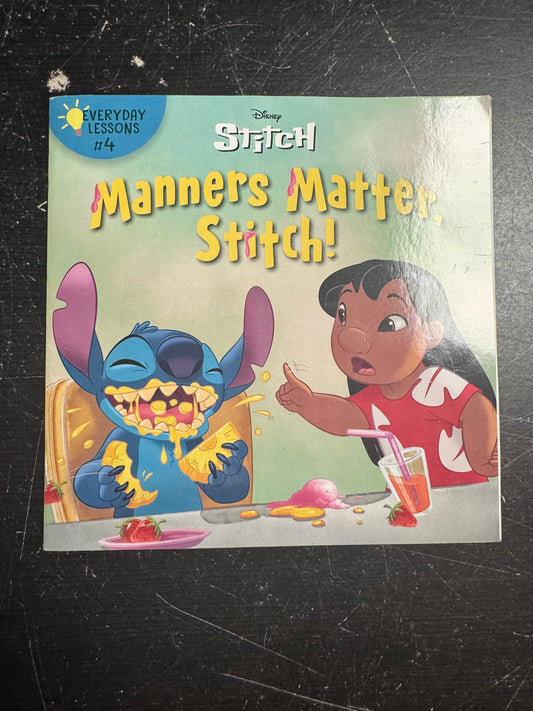 EVERYDAY
LESSONS
#4
Disney
Stitch
Manners Matter,
Stitch!